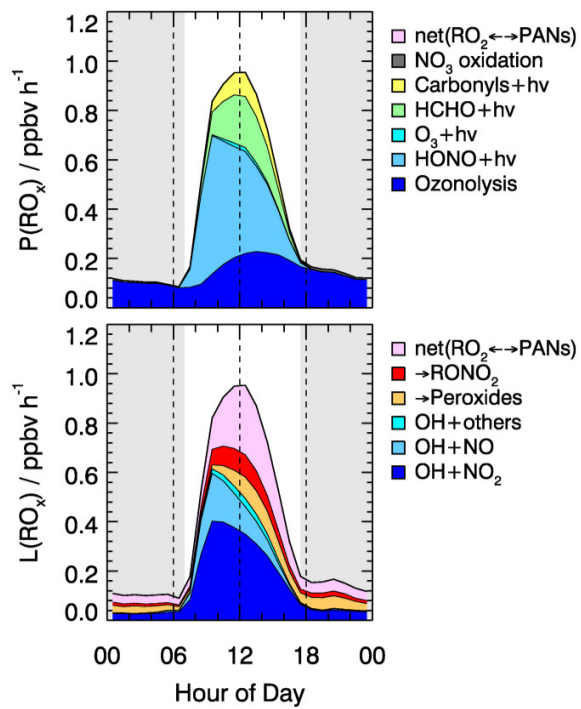 P(ROₓ) / ppbv h⁻¹
1.2
1.0
0.8
0.6
0.4
0.2
0.0
net(RO₂←→PANs)
NO₃ oxidation
Carbonyls+hv
HCHO+hv
O₃+hv
HONO+hv
Ozonolysis
L(ROₓ) / ppbv h⁻¹
1.2
1.0
0.8
0.6
0.4
0.2
0.0
net(RO₂←→PANs)
→RONO₂
→Peroxides
OH+others
OH+NO
OH+NO₂
00 06 12 18 00
Hour of Day